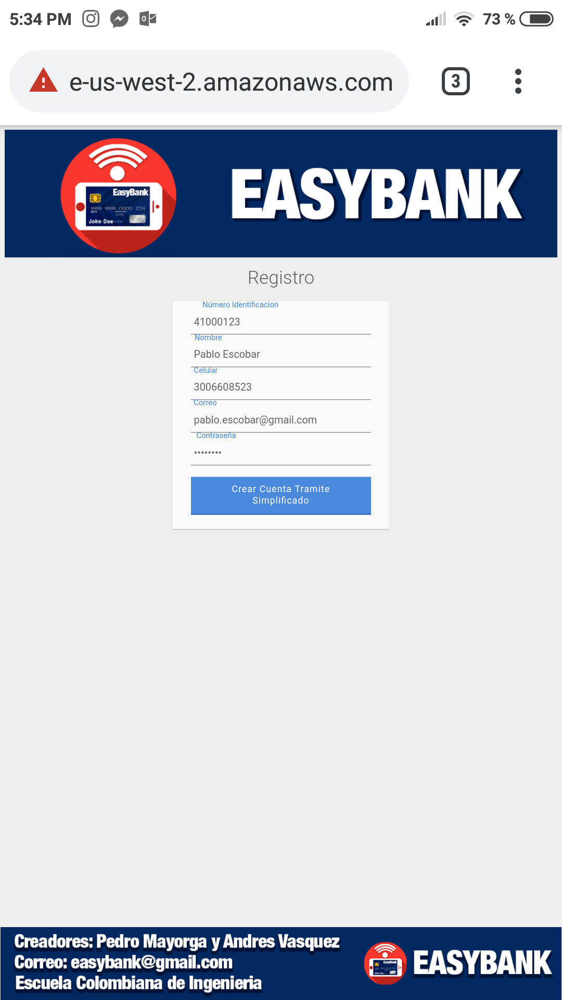 5:34 PM
73 %
e-us-west-2.amazonaws.com
3
EasyBank
9999 9999 0000 1234
John Doe
EASYBANK
Registro
Número Identificacion
41000123
Nombre
Pablo Escobar
Celular
3006608523
Correo
pablo.escobar@gmail.com
Contraseña
••••••••
Crear Cuenta Tramite
Simplificado
Creadores: Pedro Mayorga y Andres Vasquez
Correo: easybank@gmail.com
Escuela Colombiana de Ingenieria
EasyBank
EASYBANK